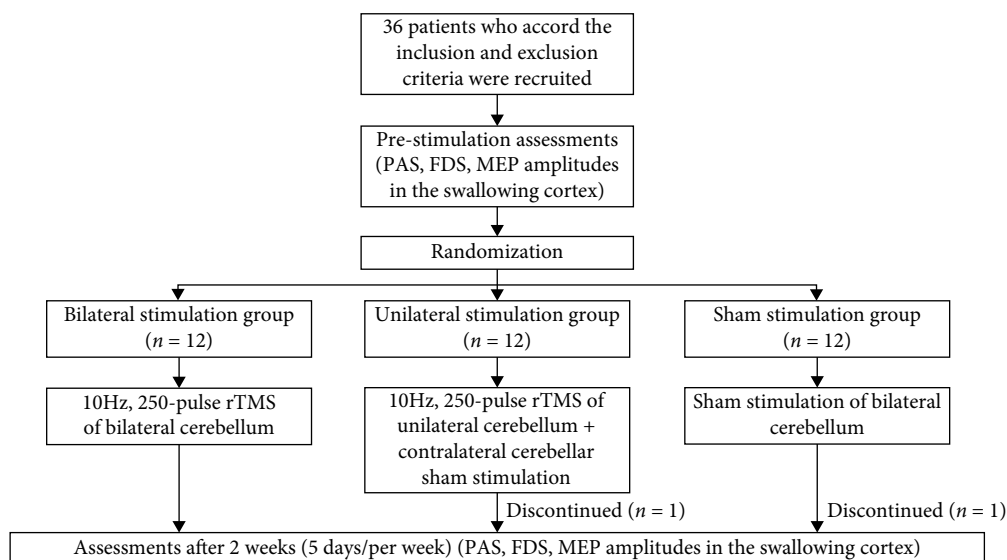 36 patients who accord the
inclusion and exclusion
criteria were recruited
Pre-stimulation assessments
(PAS, FDS, MEP amplitudes
in the swallowing cortex)
Randomization
Bilateral stimulation group
(n = 12)
Unilateral stimulation group
(n = 12)
Sham stimulation group
(n = 12)
10Hz, 250-pulse rTMS
of bilateral cerebellum
10Hz, 250-pulse rTMS of
unilateral cerebellum +
contralateral cerebellar
sham stimulation
Sham stimulation of bilateral
cerebellum
Discontinued (n = 1)
Discontinued (n = 1)
Assessments after 2 weeks (5 days/per week) (PAS, FDS, MEP amplitudes in the swallowing cortex)